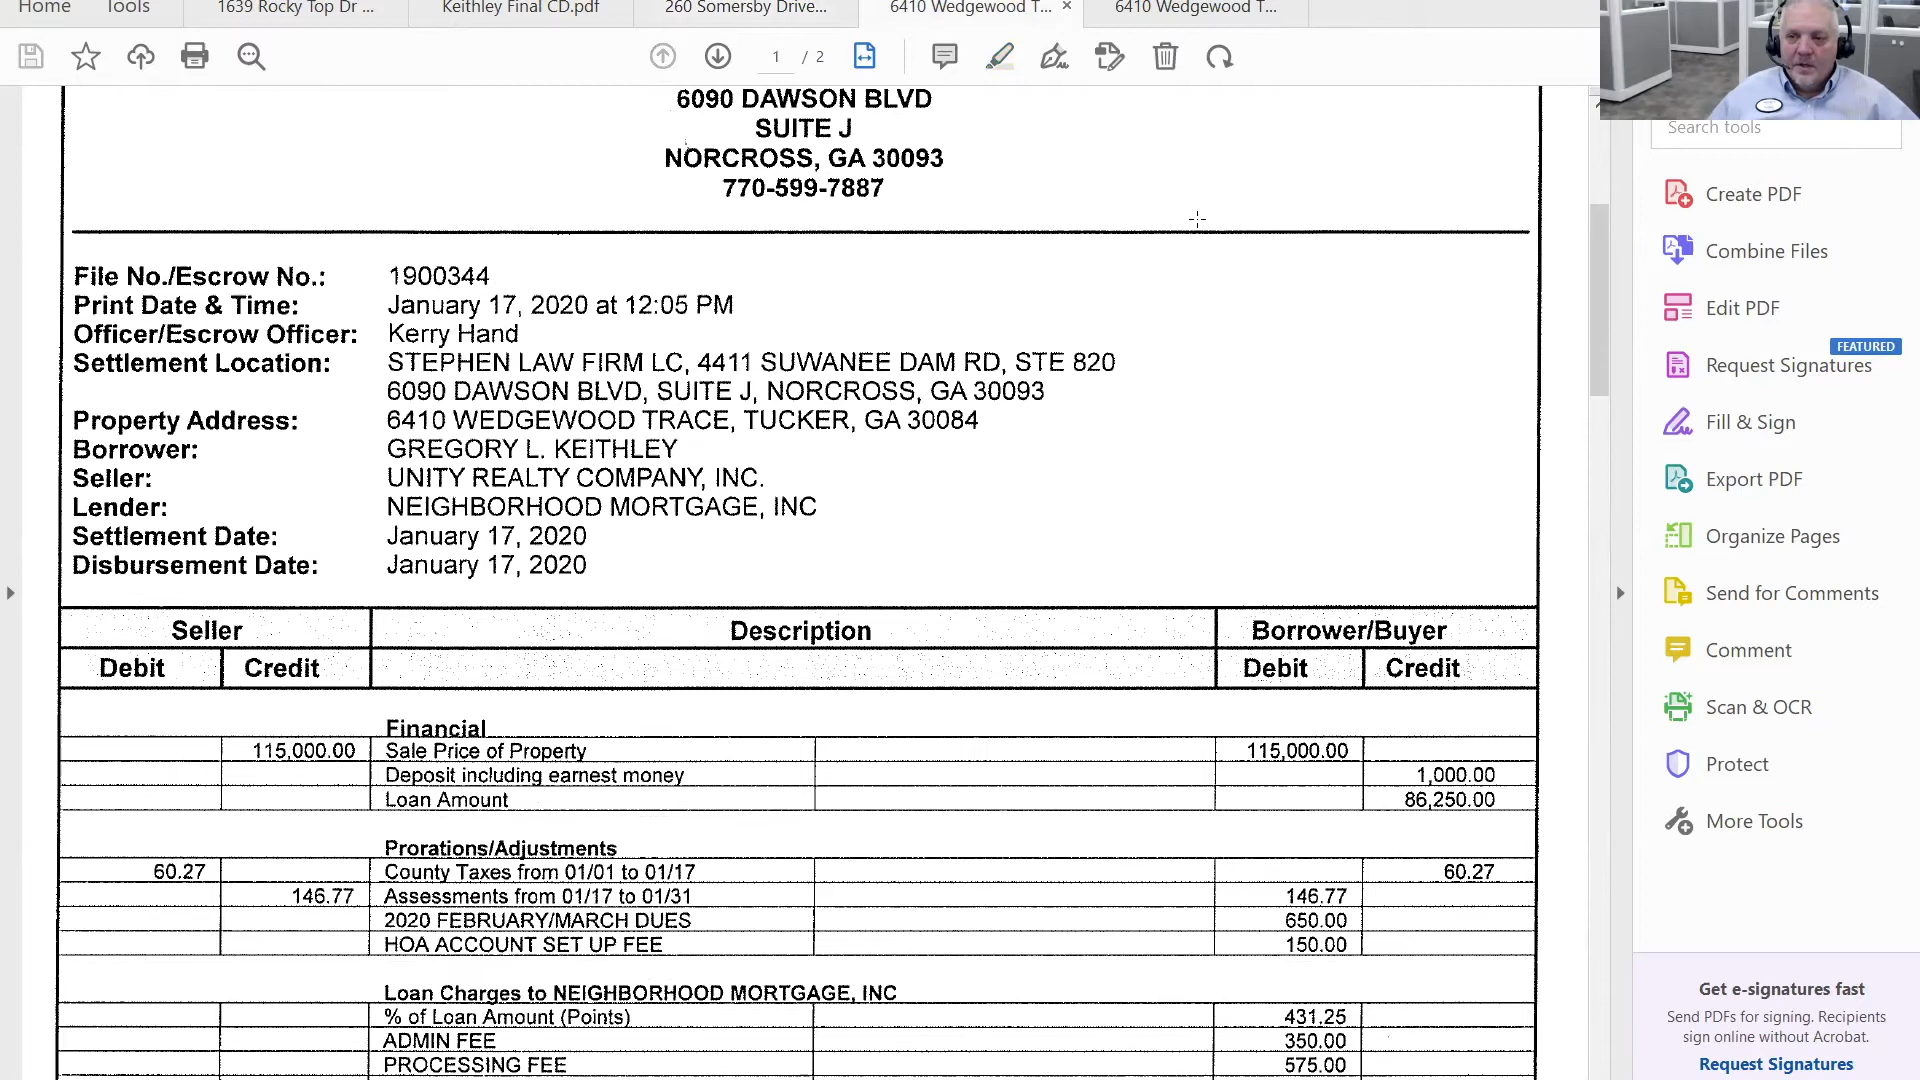 Home Tools 1639 Rocky Top Dr ... Keithley Final CD.pdf 260 Somersby Drive... 6410 Wedgewood T... × 6410 Wedgewood T...
1 / 2
6090 DAWSON BLVD
SUITE J
NORCROSS, GA 30093
770-599-7887
File No./Escrow No.: 1900344
Print Date & Time: January 17, 2020 at 12:05 PM
Officer/Escrow Officer: Kerry Hand
Settlement Location: STEPHEN LAW FIRM LC, 4411 SUWANEE DAM RD, STE 820
6090 DAWSON BLVD, SUITE J, NORCROSS, GA 30093
Property Address: 6410 WEDGEWOOD TRACE, TUCKER, GA 30084
Borrower: GREGORY L. KEITHLEY
Seller: UNITY REALTY COMPANY, INC.
Lender: NEIGHBORHOOD MORTGAGE, INC
Settlement Date: January 17, 2020
Disbursement Date: January 17, 2020
Seller Description Borrower/Buyer
Debit Credit Debit Credit
Financial
115,000.00 Sale Price of Property 115,000.00
Deposit including earnest money 1,000.00
Loan Amount 86,250.00
Prorations/Adjustments
60.27 County Taxes from 01/01 to 01/17 60.27
146.77 Assessments from 01/17 to 01/31 146.77
2020 FEBRUARY/MARCH DUES 650.00
HOA ACCOUNT SET UP FEE 150.00
Loan Charges to NEIGHBORHOOD MORTGAGE, INC
% of Loan Amount (Points) 431.25
ADMIN FEE 350.00
PROCESSING FEE 575.00
Search tools
Create PDF
Combine Files
Edit PDF
FEATURED
Request Signatures
Fill & Sign
Export PDF
Organize Pages
Send for Comments
Comment
Scan & OCR
Protect
More Tools
Get e-signatures fast
Send PDFs for signing. Recipients
sign online without Acrobat.
Request Signatures